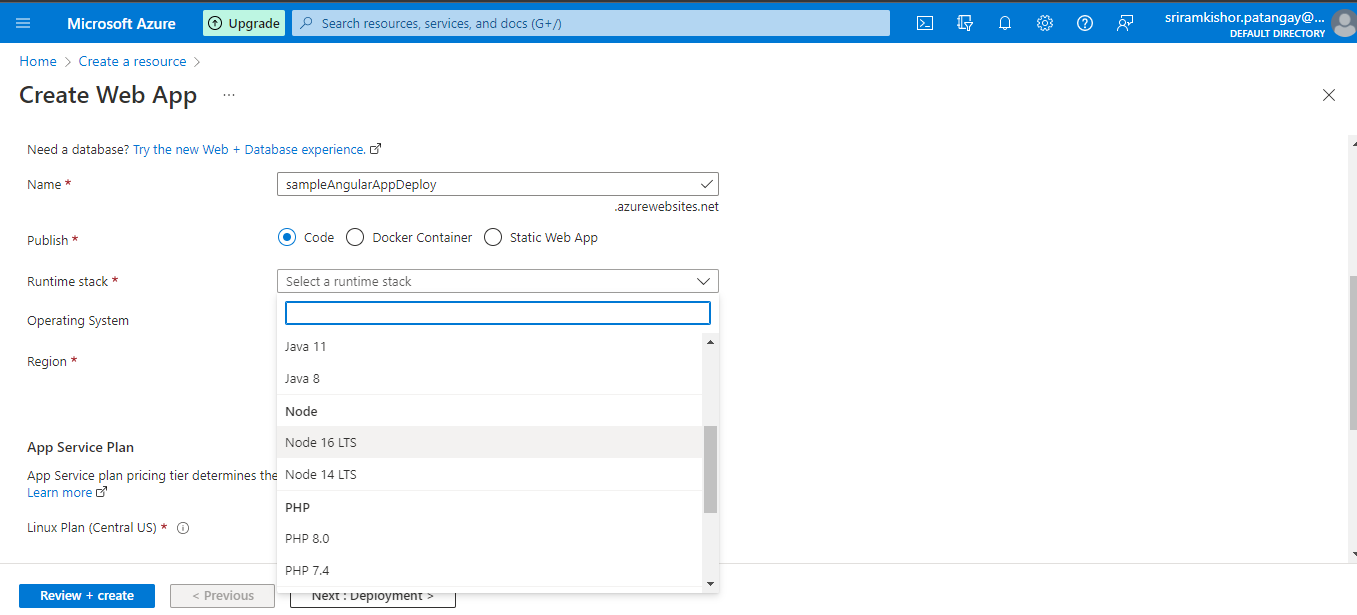 Microsoft Azure
Upgrade
Search resources, services, and docs (G+/)
sriramkishor.patangay@...
DEFAULT DIRECTORY
Home > Create a resource >
Create Web App ...
Need a database? Try the new Web + Database experience.
Name *
sampleAngularAppDeploy
.azurewebsites.net
Publish *
Code Docker Container Static Web App
Runtime stack *
Select a runtime stack
Operating System
Region *
Java 11
Java 8
Node
Node 16 LTS
Node 14 LTS
PHP
PHP 8.0
PHP 7.4
App Service Plan
App Service plan pricing tier determines the
Learn more
Linux Plan (Central US) *
Review + create
< Previous
Next : Deployment >